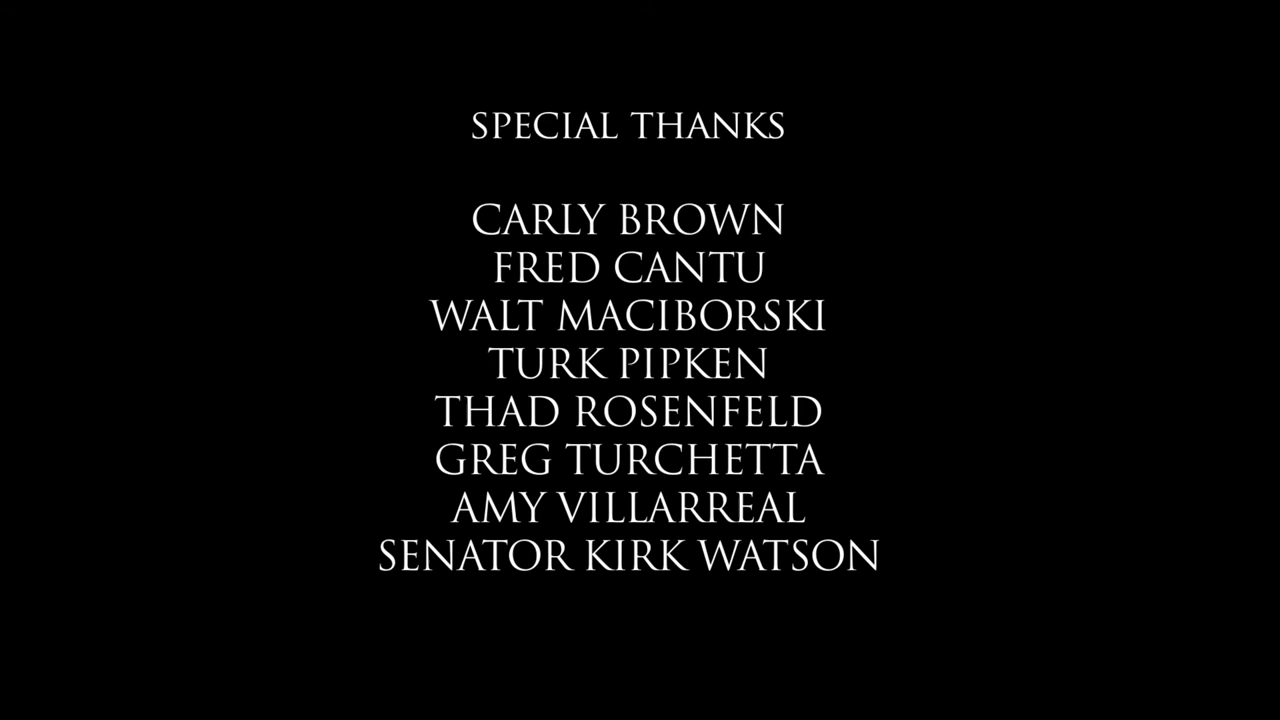 SPECIAL THANKS
CARLY BROWN
FRED CANTU
WALT MACIBORSKI
TURK PIPKEN
THAD ROSENFELD
GREG TURCHETTA
AMY VILLARREAL
SENATOR KIRK WATSON